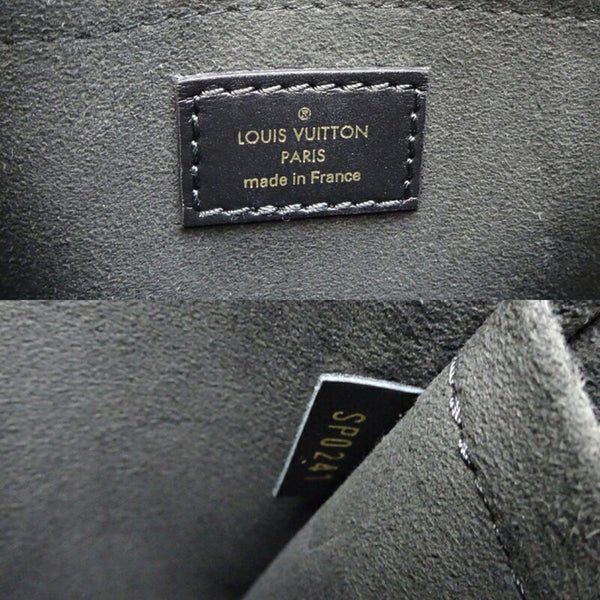 ®
LOUIS VUITTON
PARIS
made in France
SP0241